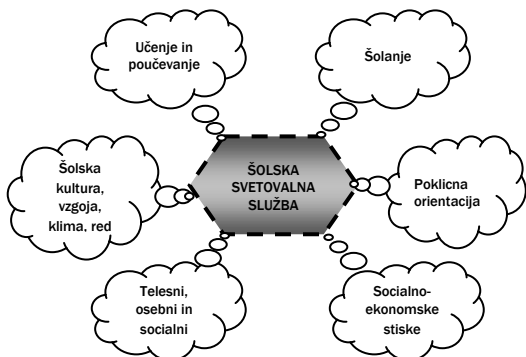 Učenje in
poučevanje
Šolanje
Šolska
kultura,
vzgoja,
klima, red
ŠOLSKA
SVETOVALNA
SLUŽBA
Poklicna
orientacija
Telesni,
osebni in
socialni
Socialno-
ekonomske
stiske